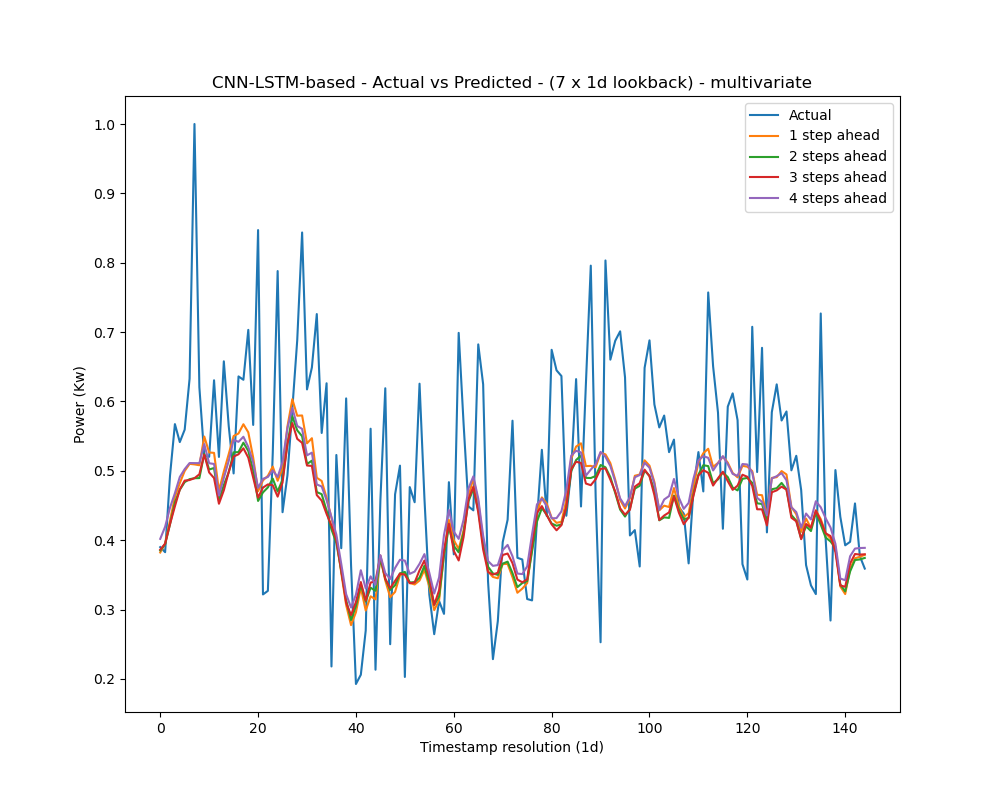 CNN-LSTM-based - Actual vs Predicted - (7 x 1d lookback) - multivariate
Actual
1 step ahead
2 steps ahead
3 steps ahead
4 steps ahead
1.0
0.9
0.8
0.7
0.6
0.5
0.4
0.3
0.2
Power (Kw)
0 20 40 60 80 100 120 140
Timestamp resolution (1d)